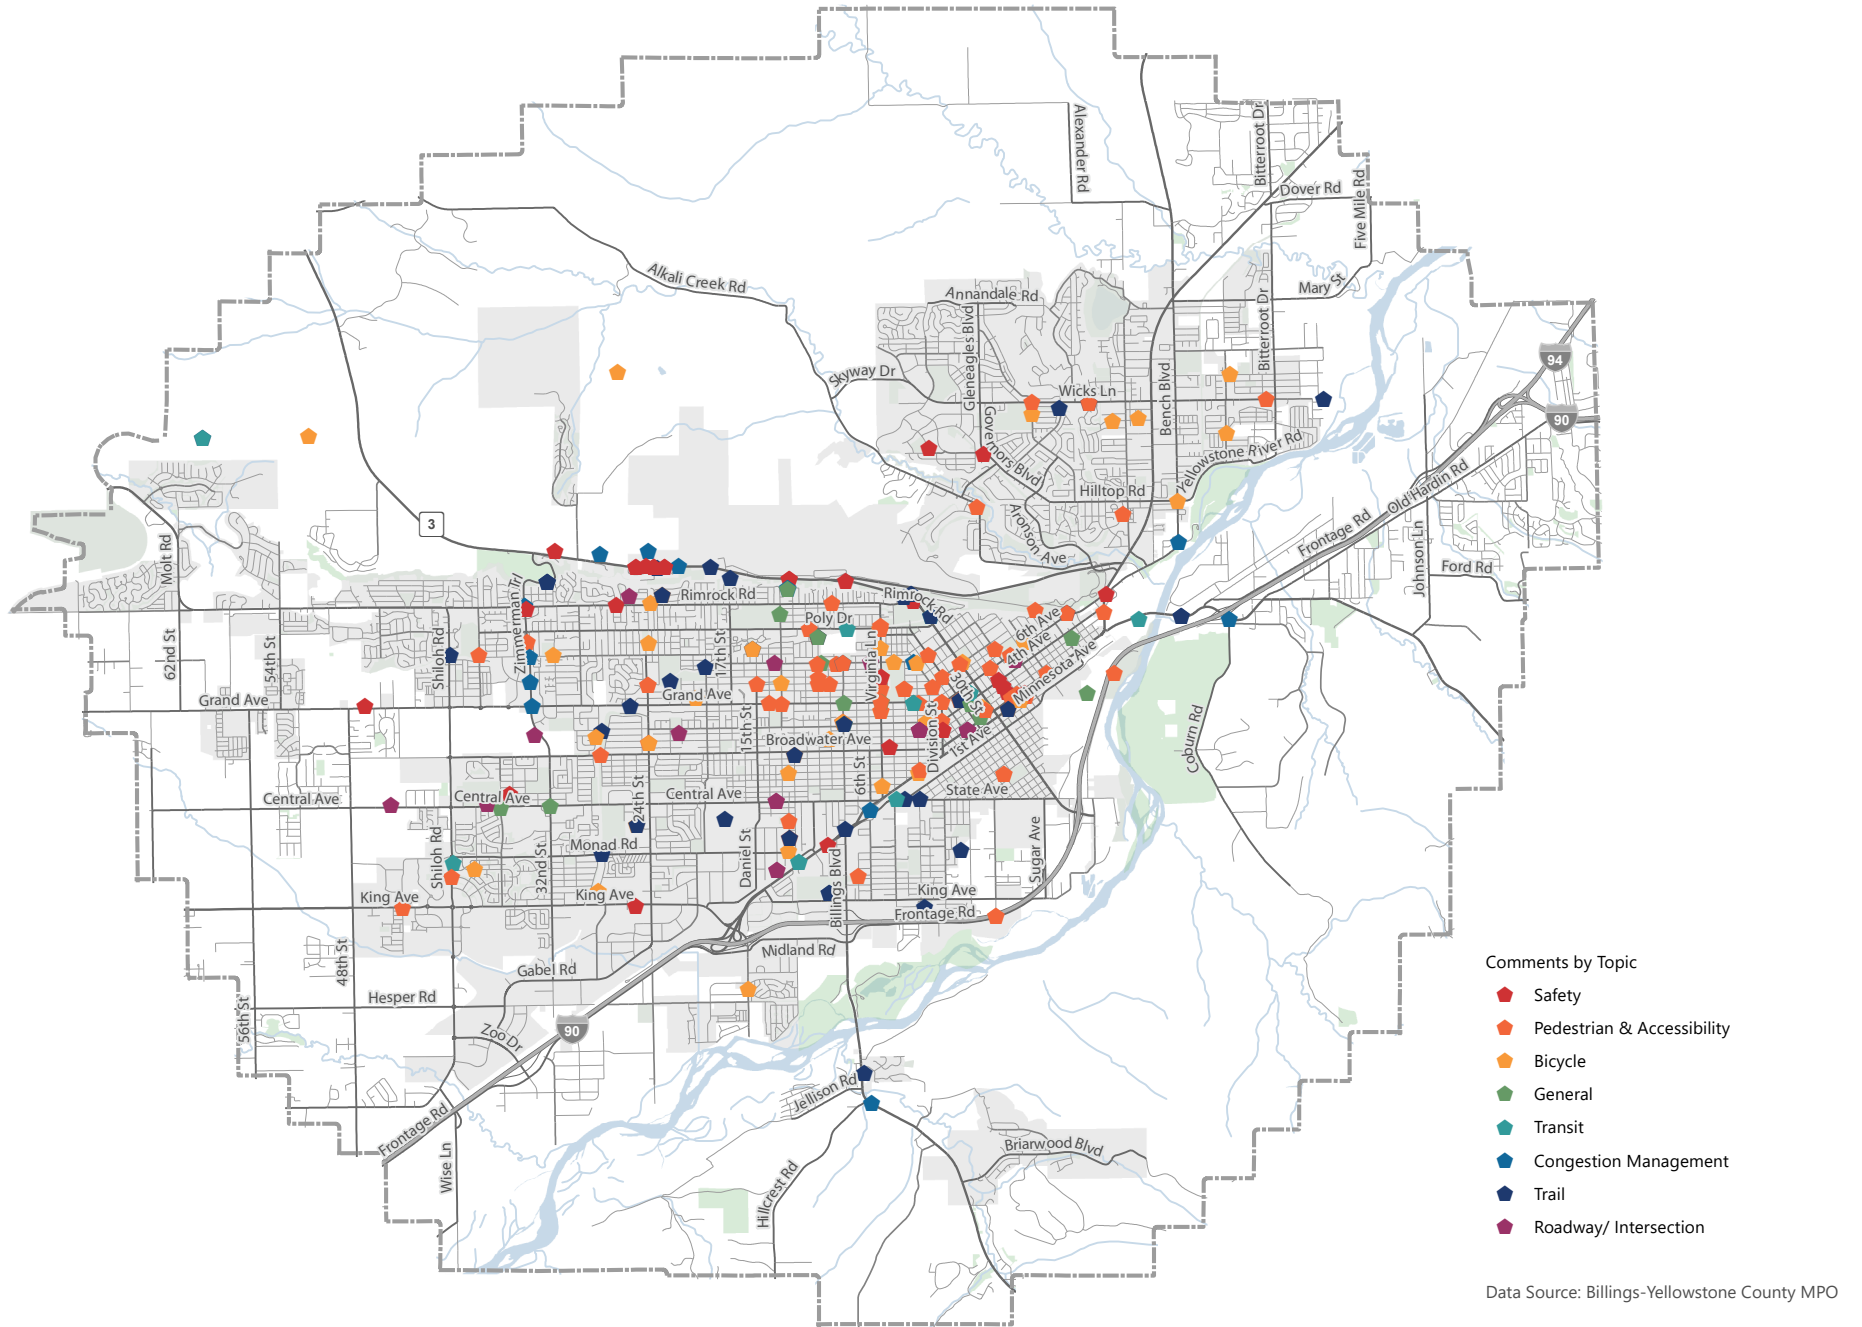 Alexander Rd
Bitterroot Dr
Dover Rd
Five Mile Rd
Alkali Creek Rd
Annandale Rd
Mary St
Gleneagles Blvd
Bitterroot Dr
94
Skyway Dr
Wicks Ln
Bench Blvd
90
Governors Blvd
Yellowstone River Rd
Hilltop Rd
Old Hardin Rd
3
Aronson Ave
Frontage Rd
Johnson Ln
Ford Rd
Molt Rd
Zimmerman Trl
Rimrock Rd
Rimrock Rd
Poly Dr
6th Ave
4th Ave
62nd St
54th St
Shiloh Rd
17th St
Virginia Ln
Minnesota Ave
Grand Ave
Grand Ave
30th St
15th St
Broadwater Ave
Division St
1st Ave
Coburn Rd
Central Ave
Central Ave
24th St
Central Ave
6th St
State Ave
Shiloh Rd
32nd St
Monad Rd
Daniel St
Billings Blvd
Sugar Ave
King Ave
King Ave
King Ave
Frontage Rd
48th St
Gabel Rd
Midland Rd
Hesper Rd
56th St
Zoo Dr
90
Jellison Rd
Frontage Rd
Wise Ln
Hillcrest Rd
Briarwood Blvd
Comments by Topic
Safety
Pedestrian & Accessibility
Bicycle
General
Transit
Congestion Management
Trail
Roadway/ Intersection
Data Source: Billings-Yellowstone County MPO